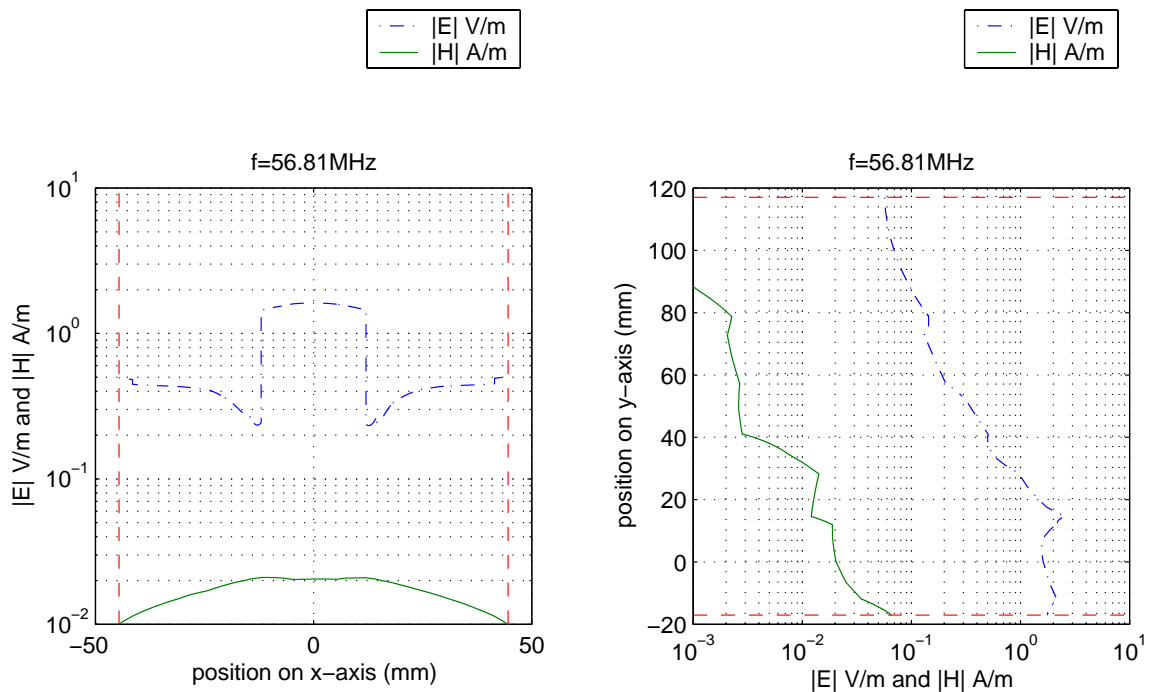 |E| V/m
|H| A/m
f=56.81MHz
10^1
10^0
10^−1
10^−2
−50
0
50
position on x−axis (mm)
|E| V/m and |H| A/m
|E| V/m
|H| A/m
f=56.81MHz
120
100
80
60
40
20
0
−20
10^−3
10^−2
10^−1
10^0
10^1
|E| V/m and |H| A/m
position on y−axis (mm)